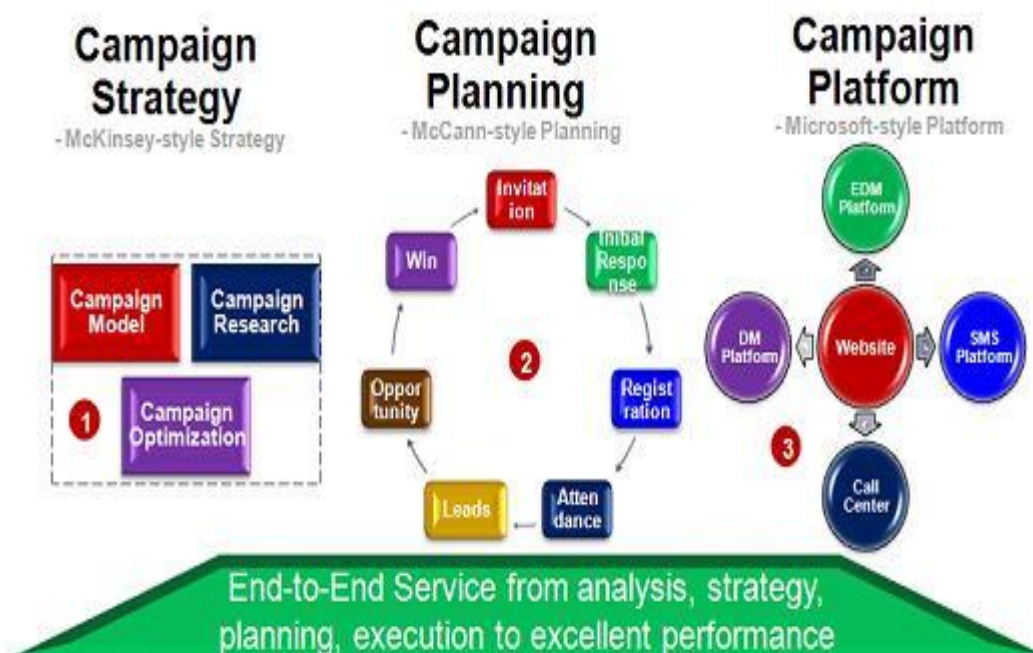 Campaign
Strategy
- McKinsey-style Strategy
Campaign
Model
Campaign
Research
1
Campaign
Optimization
Campaign
Planning
- McCann-style Planning
Invitat
ion
Initial
Respo
nse
Regist
ration
Atten
dance
Leads
Oppor
tunity
Win
2
Campaign
Platform
- Microsoft-style Platform
EDM
Platform
DM
Platform
Website
SMS
Platform
3
Call
Center
End-to-End Service from analysis, strategy,
planning, execution to excellent performance